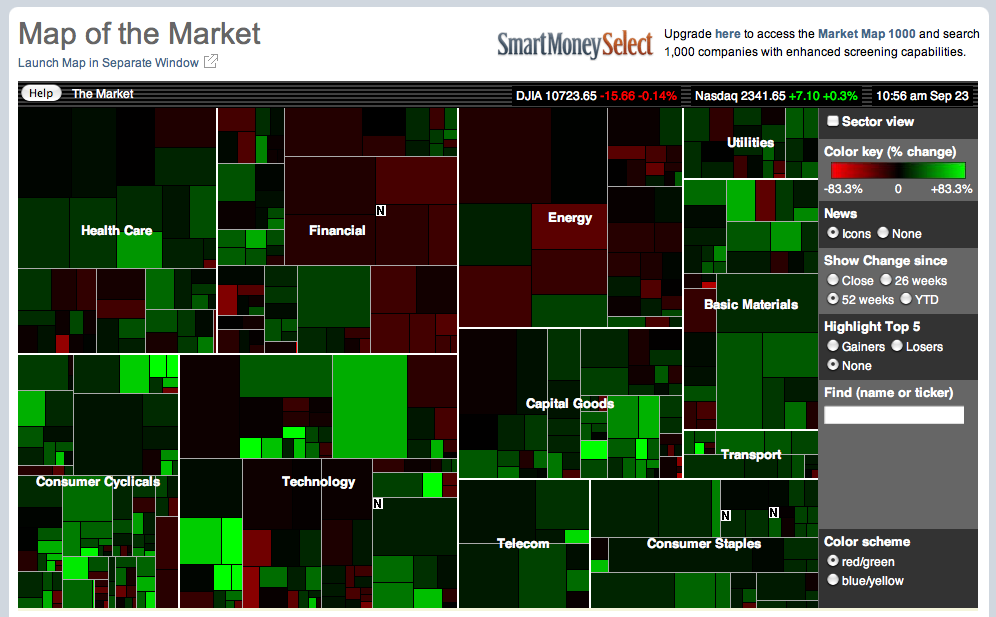 Map of the Market
Launch Map in Separate Window
SmartMoneySelect
Upgrade here to access the Market Map 1000 and search
1,000 companies with enhanced screening capabilities.
Help
The Market
DJIA 10723.65 -15.66 -0.14%
Nasdaq 2341.65 +7.10 +0.3%
10:56 am Sep 23
Health Care
Financial
N
Energy
Utilities
Basic Materials
Capital Goods
Transport
Consumer Cyclicals
Technology
N
Telecom
Consumer Staples
N
N
Sector view
Color key (% change)
-83.3% 0 +83.3%
News
Icons None
Show Change since
Close 26 weeks
52 weeks YTD
Highlight Top 5
Gainers Losers
None
Find (name or ticker)
Color scheme
red/green
blue/yellow